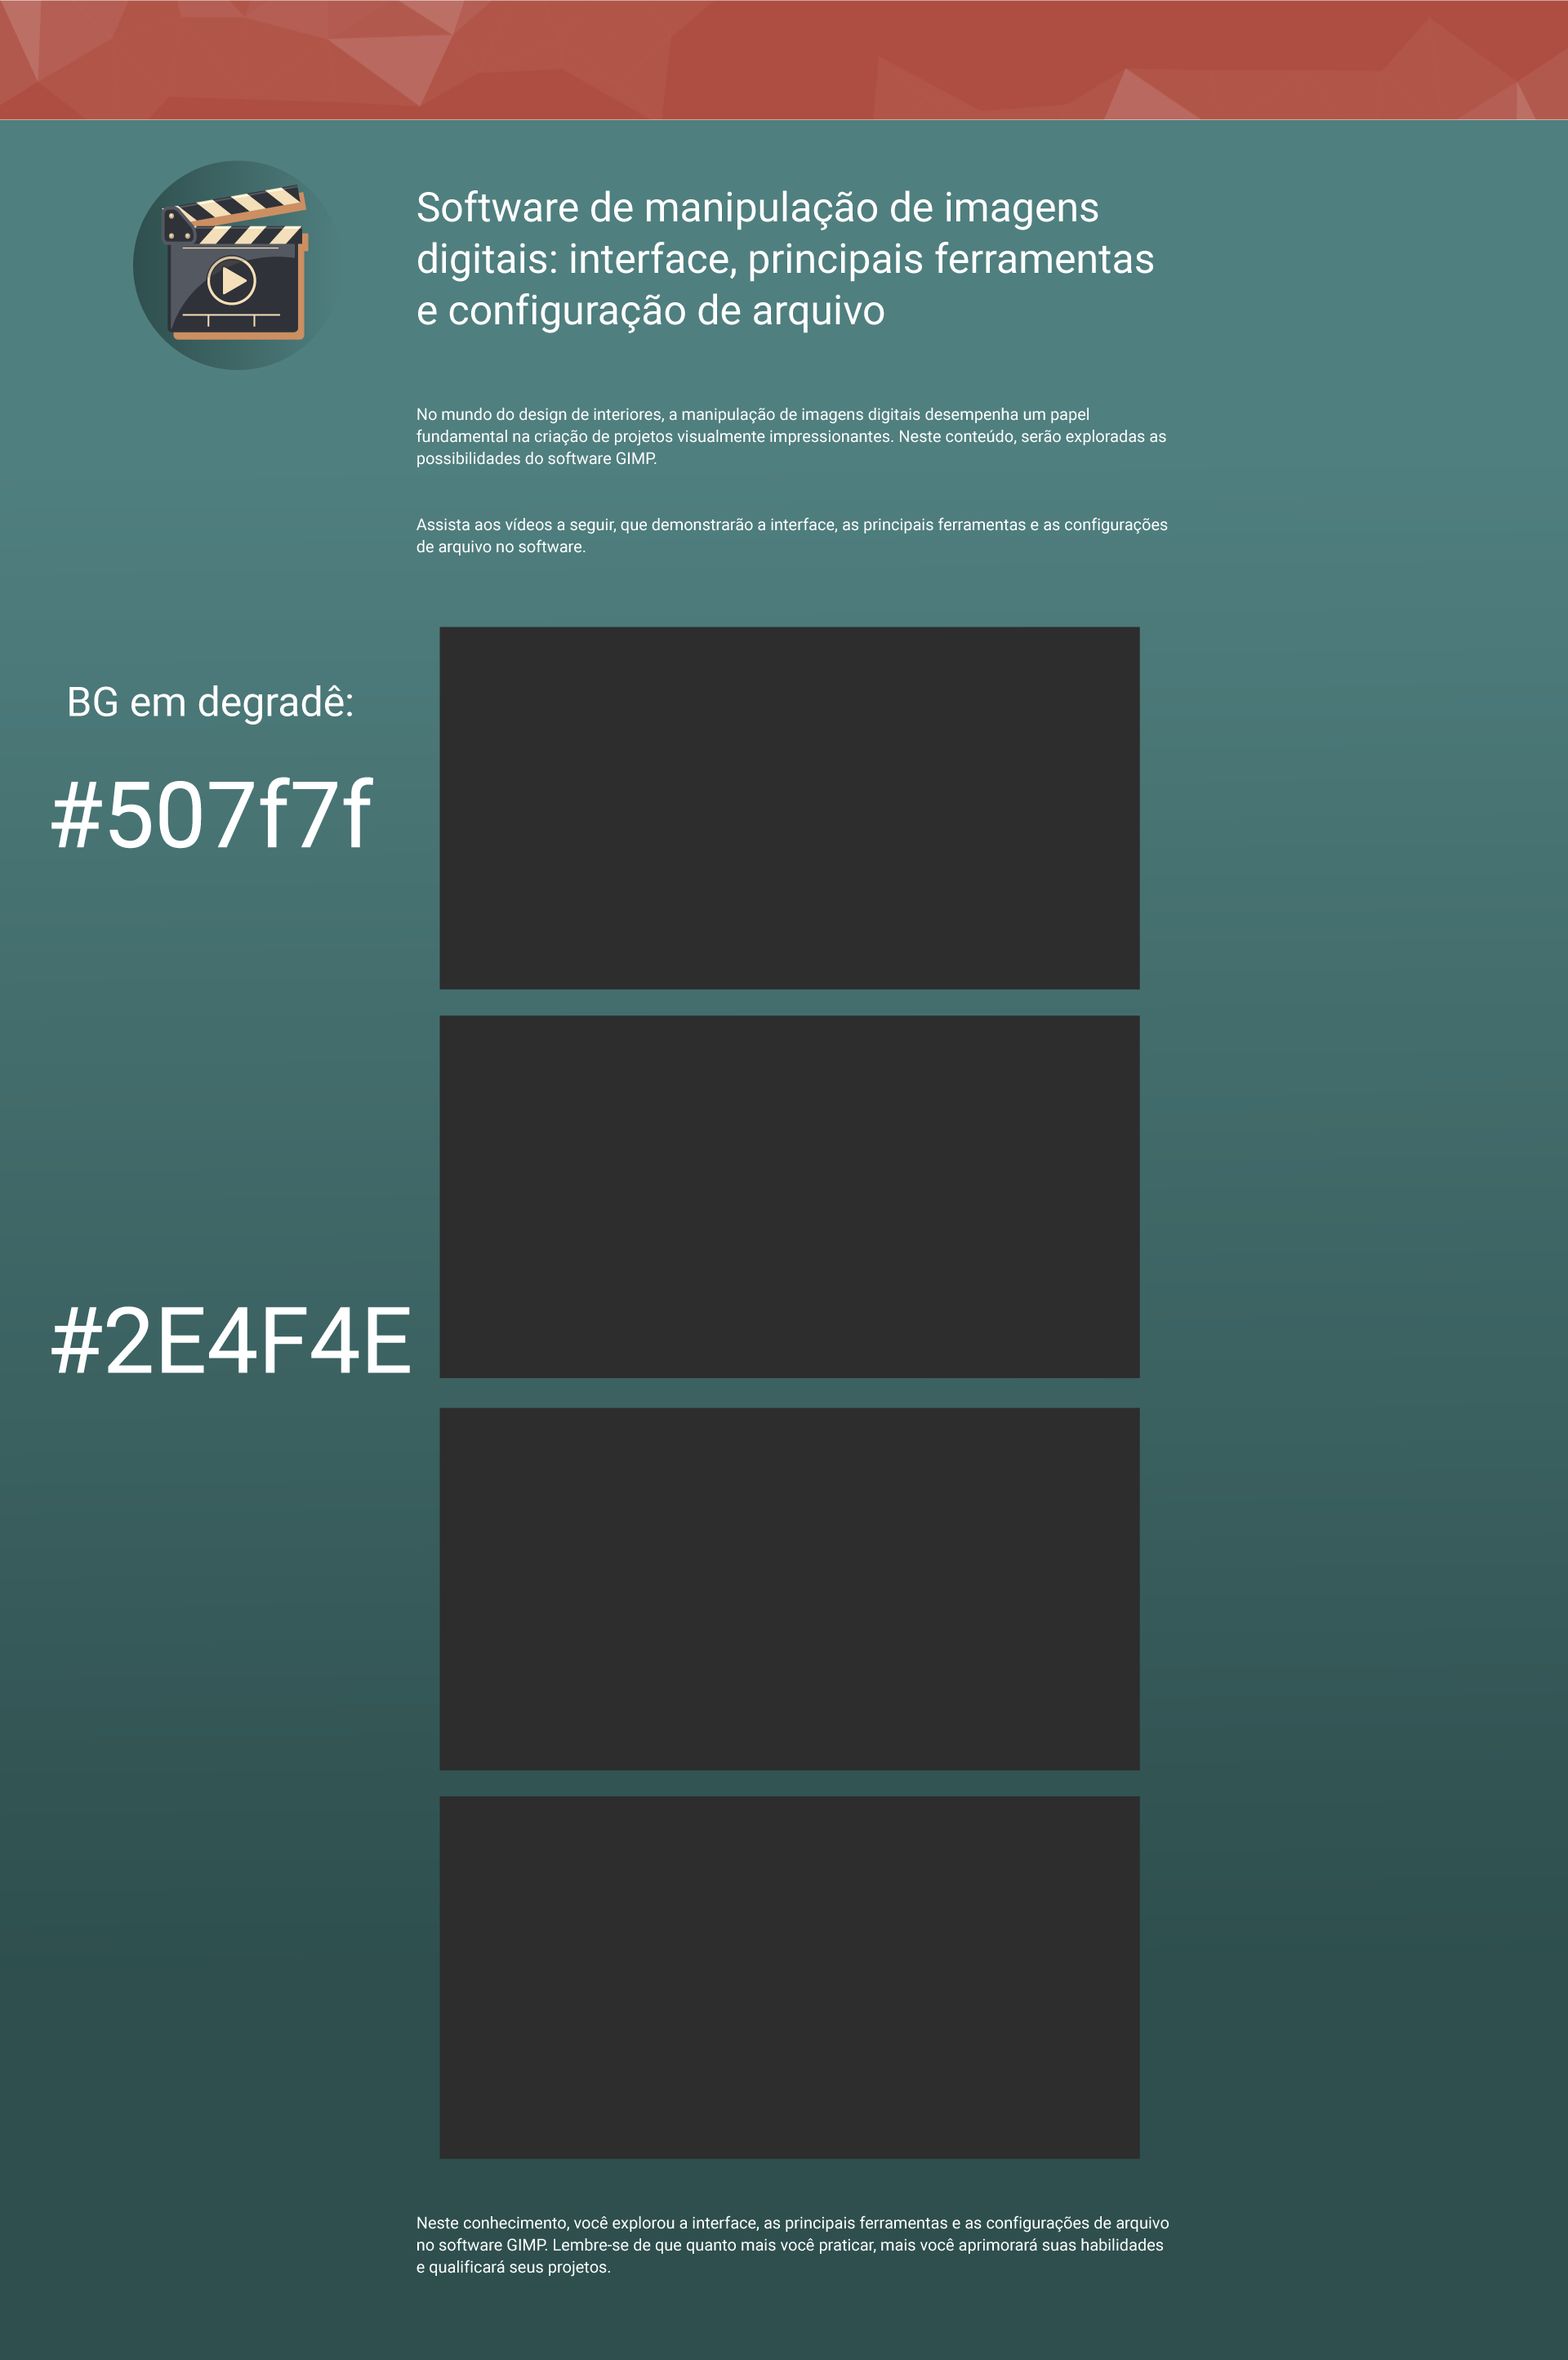 Software de manipulação de imagens
digitais: interface, principais ferramentas
e configuração de arquivo
No mundo do design de interiores, a manipulação de imagens digitais desempenha um papel
fundamental na criação de projetos visualmente impressionantes. Neste conteúdo, serão exploradas as
possibilidades do software GIMP.
Assista aos vídeos a seguir, que demonstrarão a interface, as principais ferramentas e as configurações
de arquivo no software.
BG em degradê:
#507f7f
#2E4F4E
Neste conhecimento, você explorou a interface, as principais ferramentas e as configurações de arquivo
no software GIMP. Lembre-se de que quanto mais você praticar, mais você aprimorará suas habilidades
e qualificará seus projetos.